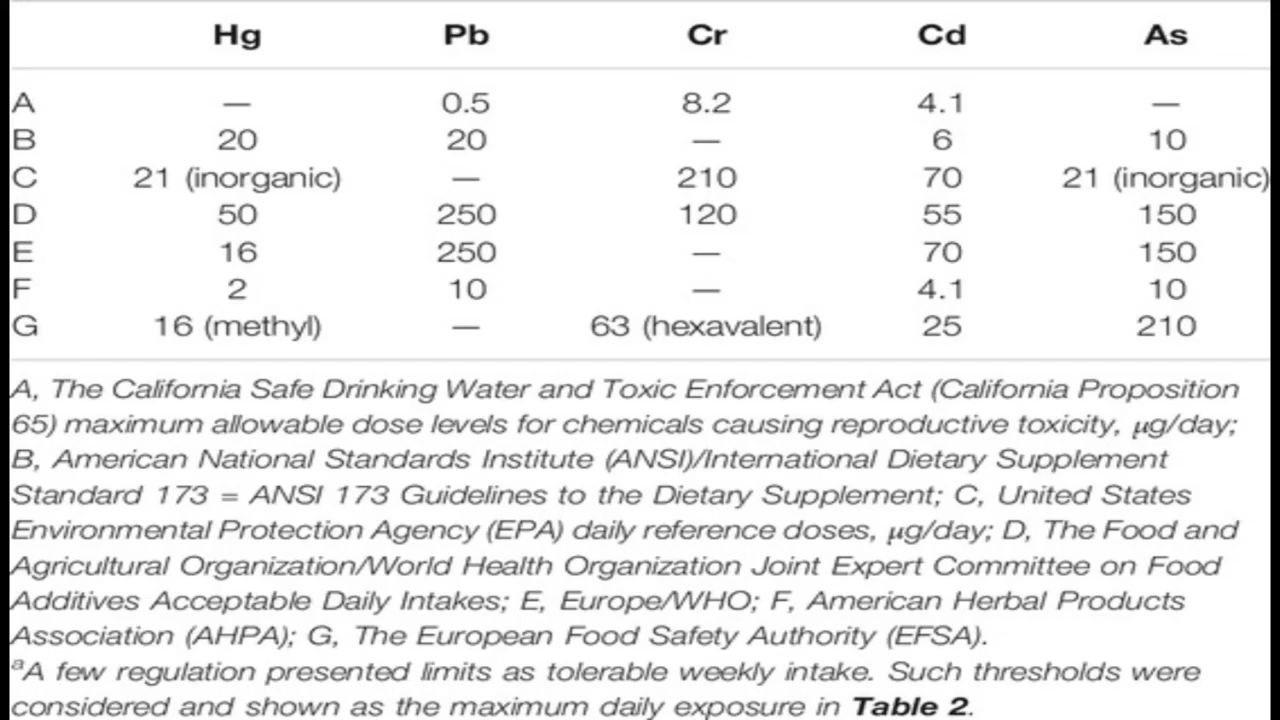 Hg Pb Cr Cd As
A — 0.5 8.2 4.1 —
B 20 20 — 6 10
C 21 (inorganic) — 210 70 21 (inorganic)
D 50 250 120 55 150
E 16 250 — 70 150
F 2 10 — 4.1 10
G 16 (methyl) — 63 (hexavalent) 25 210
A, The California Safe Drinking Water and Toxic Enforcement Act (California Proposition
65) maximum allowable dose levels for chemicals causing reproductive toxicity, μg/day;
B, American National Standards Institute (ANSI)/International Dietary Supplement
Standard 173 = ANSI 173 Guidelines to the Dietary Supplement; C, United States
Environmental Protection Agency (EPA) daily reference doses, μg/day; D, The Food and
Agricultural Organization/World Health Organization Joint Expert Committee on Food
Additives Acceptable Daily Intakes; E, Europe/WHO; F, American Herbal Products
Association (AHPA); G, The European Food Safety Authority (EFSA).
aA few regulation presented limits as tolerable weekly intake. Such thresholds were
considered and shown as the maximum daily exposure in Table 2.